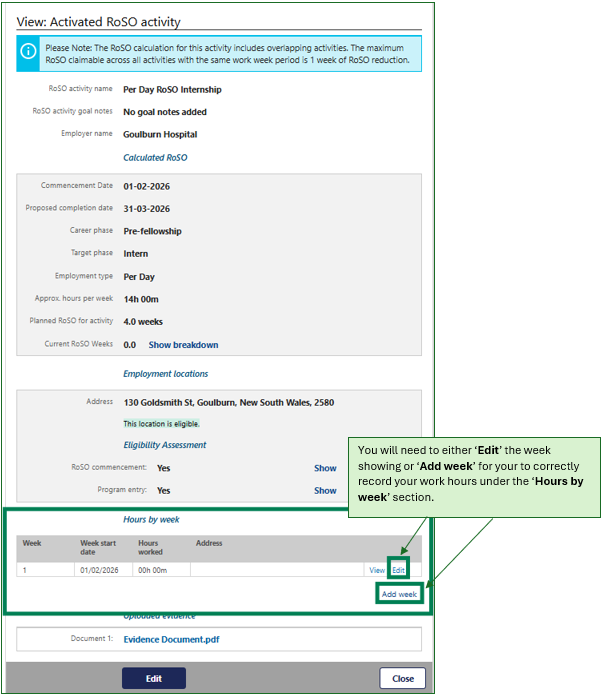 View: Activated RoSO activity
Please Note: The RoSO calculation for this activity includes overlapping activities. The maximum
RoSO claimable across all activities with the same work week period is 1 week of RoSO reduction.
RoSO activity name Per Day RoSO Internship
RoSO activity goal notes No goal notes added
Employer name Goulburn Hospital
Calculated RoSO
Commencement Date 01-02-2026
Proposed completion date 31-03-2026
Career phase Pre-fellowship
Target phase Intern
Employment type Per Day
Approx. hours per week 14h 00m
Planned RoSO for activity 4.0 weeks
Current RoSO Weeks 0.0 Show breakdown
Employment locations
Address 130 Goldsmith St, Goulburn, New South Wales, 2580
This location is eligible.
Eligibility Assessment
RoSO commencement: Yes Show
Program entry: Yes Show
You will need to either ‘Edit’ the week
showing or ‘Add week’ for your to correctly
record your work hours under the ‘Hours by
week’ section.
Hours by week
Week Week start date Hours worked Address
1 01/02/2026 00h 00m View Edit
Add week
Uploaded evidence
Document 1: Evidence Document.pdf
Edit Close